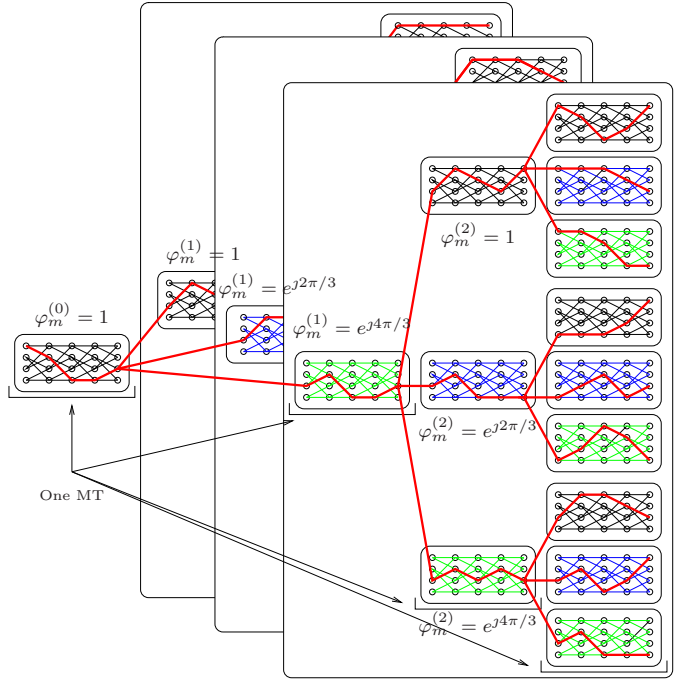 φ_m^{(2)} = 1
φ_m^{(1)} = 1
φ_m^{(1)} = e^{ȷ2π/3}
φ_m^{(0)} = 1
φ_m^{(1)} = e^{ȷ4π/3}
φ_m^{(2)} = e^{ȷ2π/3}
One MT
φ_m^{(2)} = e^{ȷ4π/3}